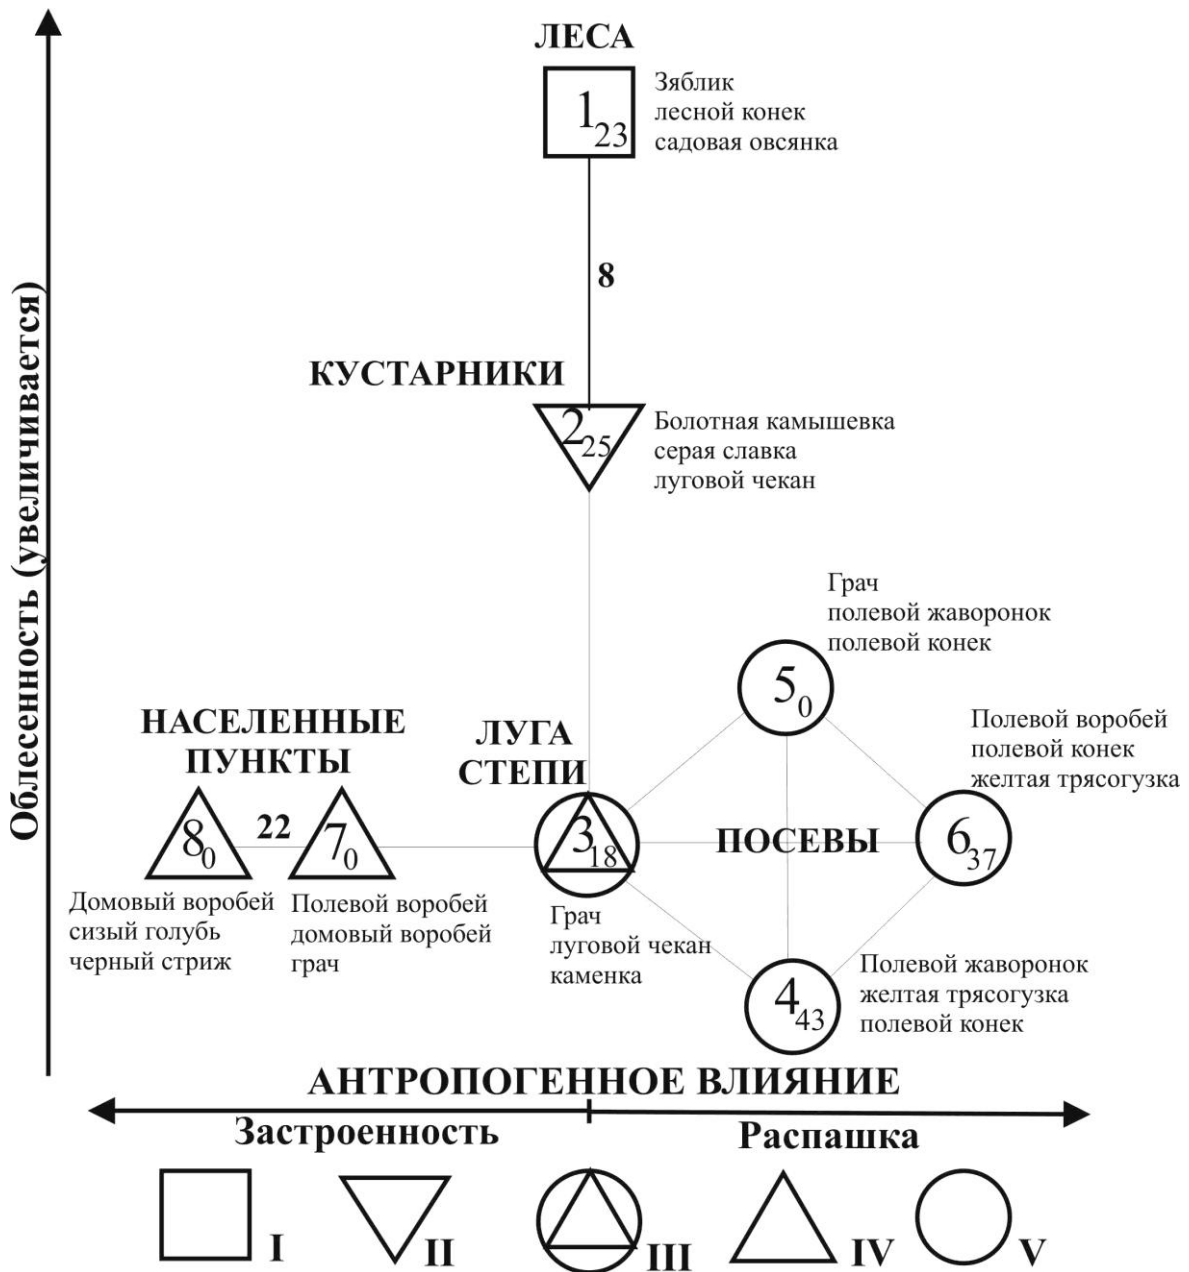 ЛЕСА
1 23
Зяблик
лесной конек
садовая овсянка
8
КУСТАРНИКИ
2 25
Болотная камышевка
серая славка
луговой чекан
Облесенность (увеличивается)
Грач
полевой жаворонок
полевой конек
5 0
НАСЕЛЕННЫЕ
ПУНКТЫ
ЛУГА
СТЕПИ
Полевой воробей
полевой конек
желтая трясогузка
8 0
22
7 0
3 18
ПОСЕВЫ
6 37
Домовый воробей
сизый голубь
черный стриж
Полевой воробей
домовый воробей
грач
Грач
луговой чекан
каменка
4 43
Полевой жаворонок
желтая трясогузка
полевой конек
АНТРОПОГЕННОЕ ВЛИЯНИЕ
Застроенность
Распашка
I
II
III
IV
V